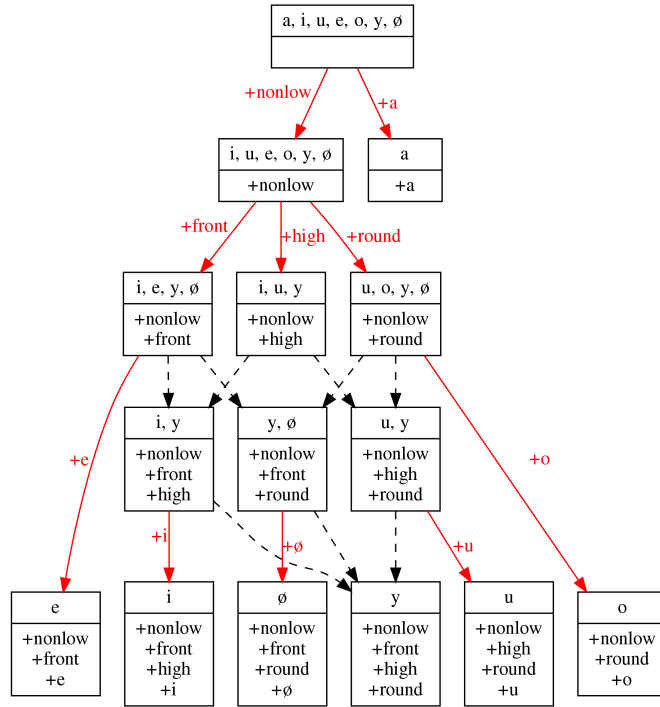 a, i, u, e, o, y, ø
+nonlow
+a
i, u, e, o, y, ø
+nonlow
a
+a
+front
+high
+round
i, e, y, ø
+nonlow
+front
i, u, y
+nonlow
+high
u, o, y, ø
+nonlow
+round
i, y
+nonlow
+front
+high
y, ø
+nonlow
+front
+round
u, y
+nonlow
+high
+round
+e
+o
+i
+ø
+u
e
+nonlow
+front
+e
i
+nonlow
+front
+high
+i
ø
+nonlow
+front
+round
+ø
y
+nonlow
+front
+high
+round
u
+nonlow
+high
+round
+u
o
+nonlow
+round
+o